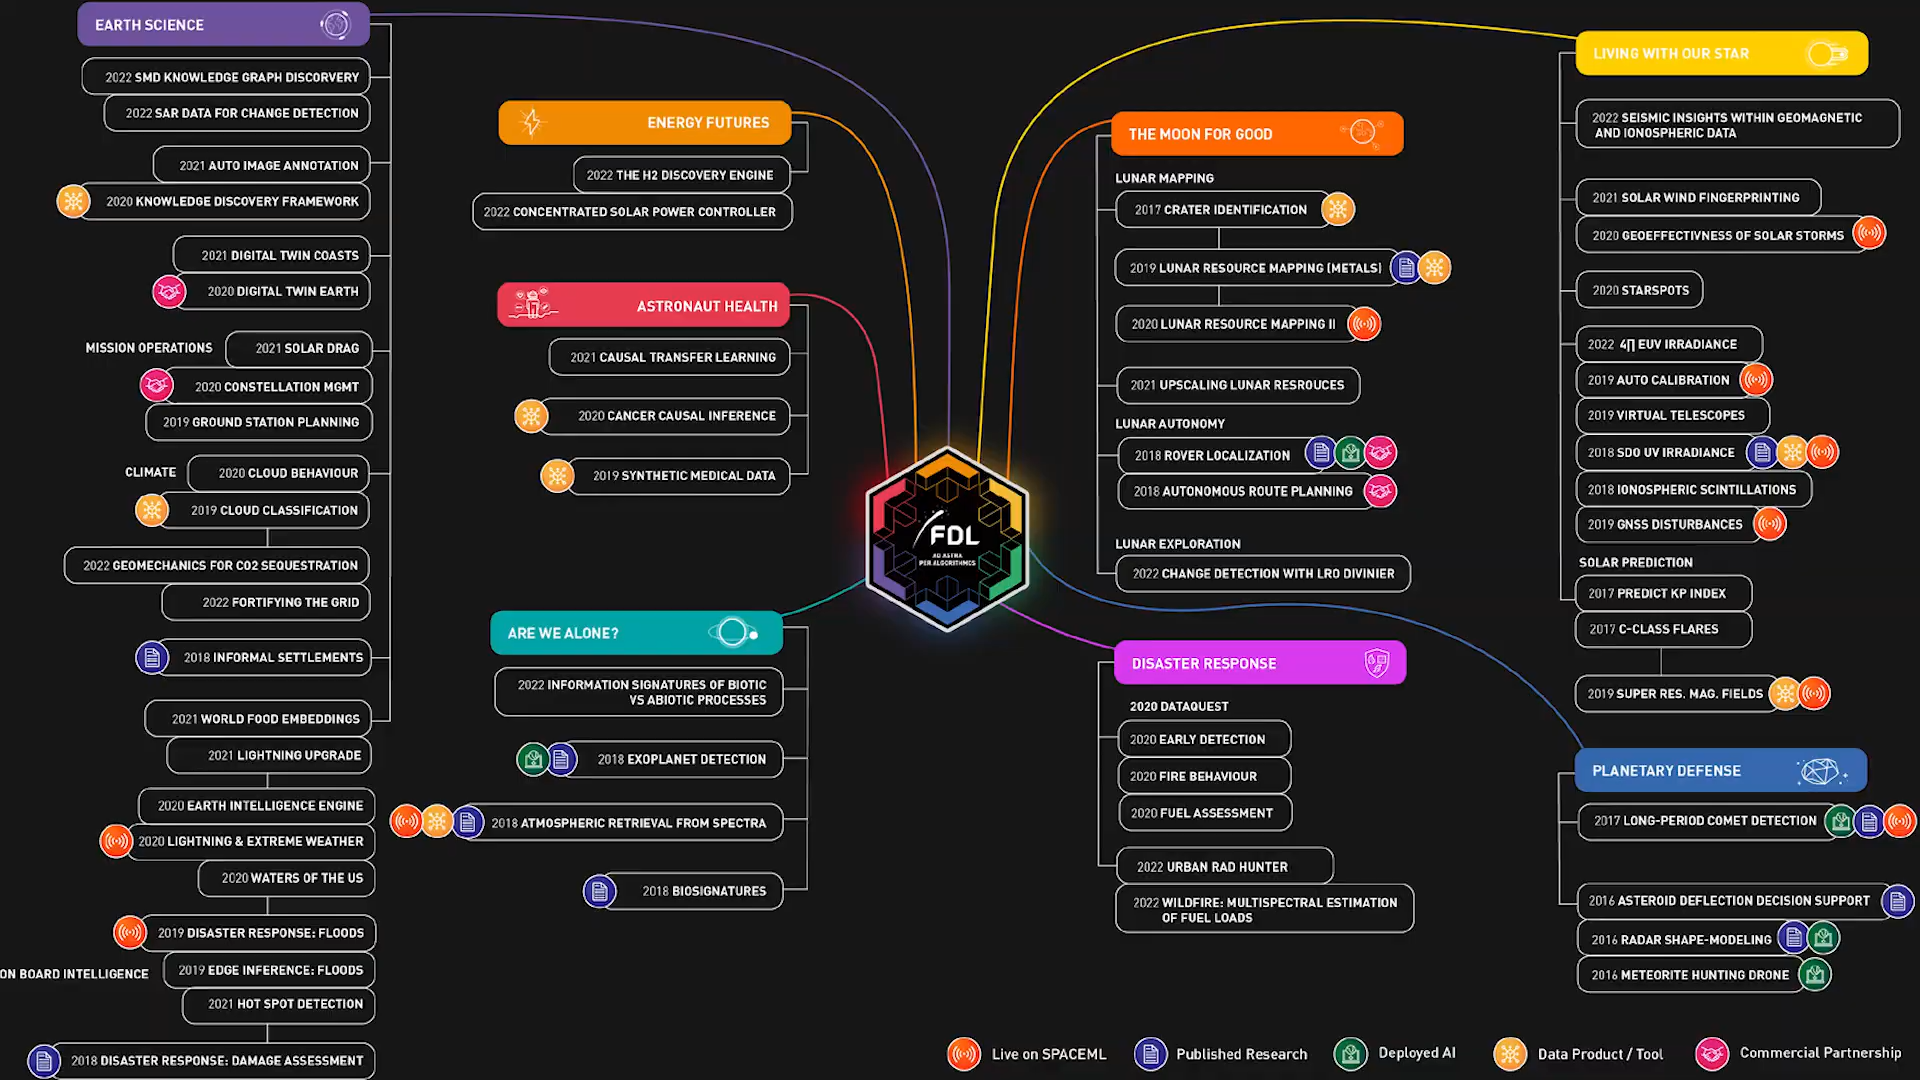 EARTH SCIENCE
2022 SMD KNOWLEDGE GRAPH DISCORVERY
2022 SAR DATA FOR CHANGE DETECTION
2021 AUTO IMAGE ANNOTATION
2020 KNOWLEDGE DISCOVERY FRAMEWORK
2021 DIGITAL TWIN COASTS
2020 DIGITAL TWIN EARTH
MISSION OPERATIONS
2021 SOLAR DRAG
2020 CONSTELLATION MGMT
2019 GROUND STATION PLANNING
CLIMATE
2020 CLOUD BEHAVIOUR
2019 CLOUD CLASSIFICATION
2022 GEOMECHANICS FOR CO2 SEQUESTRATION
2022 FORTIFYING THE GRID
2018 INFORMAL SETTLEMENTS
2021 WORLD FOOD EMBEDDINGS
2021 LIGHTNING UPGRADE
2020 EARTH INTELLIGENCE ENGINE
2020 LIGHTNING & EXTREME WEATHER
2020 WATERS OF THE US
2019 DISASTER RESPONSE: FLOODS
ON BOARD INTELLIGENCE
2019 EDGE INFERENCE: FLOODS
2021 HOT SPOT DETECTION
2018 DISASTER RESPONSE: DAMAGE ASSESSMENT
ENERGY FUTURES
2022 THE H2 DISCOVERY ENGINE
2022 CONCENTRATED SOLAR POWER CONTROLLER
ASTRONAUT HEALTH
2021 CAUSAL TRANSFER LEARNING
2020 CANCER CAUSAL INFERENCE
2019 SYNTHETIC MEDICAL DATA
ARE WE ALONE?
2022 INFORMATION SIGNATURES OF BIOTIC
VS ABIOTIC PROCESSES
2018 EXOPLANET DETECTION
2018 ATMOSPHERIC RETRIEVAL FROM SPECTRA
2018 BIOSIGNATURES
FDL
AD ASTRA
PER ALGORITHMOS
THE MOON FOR GOOD
LUNAR MAPPING
2017 CRATER IDENTIFICATION
2019 LUNAR RESOURCE MAPPING (METALS)
2020 LUNAR RESOURCE MAPPING II
2021 UPSCALING LUNAR RESROUCES
LUNAR AUTONOMY
2018 ROVER LOCALIZATION
2018 AUTONOMOUS ROUTE PLANNING
LUNAR EXPLORATION
2022 CHANGE DETECTION WITH LRO DIVINIER
DISASTER RESPONSE
2020 DATAQUEST
2020 EARLY DETECTION
2020 FIRE BEHAVIOUR
2020 FUEL ASSESSMENT
2022 URBAN RAD HUNTER
2022 WILDFIRE: MULTISPECTRAL ESTIMATION
OF FUEL LOADS
LIVING WITH OUR STAR
2022 SEISMIC INSIGHTS WITHIN GEOMAGNETIC
AND IONOSPHERIC DATA
2021 SOLAR WIND FINGERPRINTING
2020 GEOEFFECTIVNESS OF SOLAR STORMS
2020 STARSPOTS
2022 4∏ EUV IRRADIANCE
2019 AUTO CALIBRATION
2019 VIRTUAL TELESCOPES
2018 SDO UV IRRADIANCE
2018 IONOSPHERIC SCINTILLATIONS
2019 GNSS DISTURBANCES
SOLAR PREDICTION
2017 PREDICT KP INDEX
2017 C-CLASS FLARES
2019 SUPER RES. MAG. FIELDS
PLANETARY DEFENSE
2017 LONG-PERIOD COMET DETECTION
2016 ASTEROID DEFLECTION DECISION SUPPORT
2016 RADAR SHAPE-MODELING
2016 METEORITE HUNTING DRONE
Live on SPACEML
Published Research
Deployed AI
Data Product / Tool
Commercial Partnership